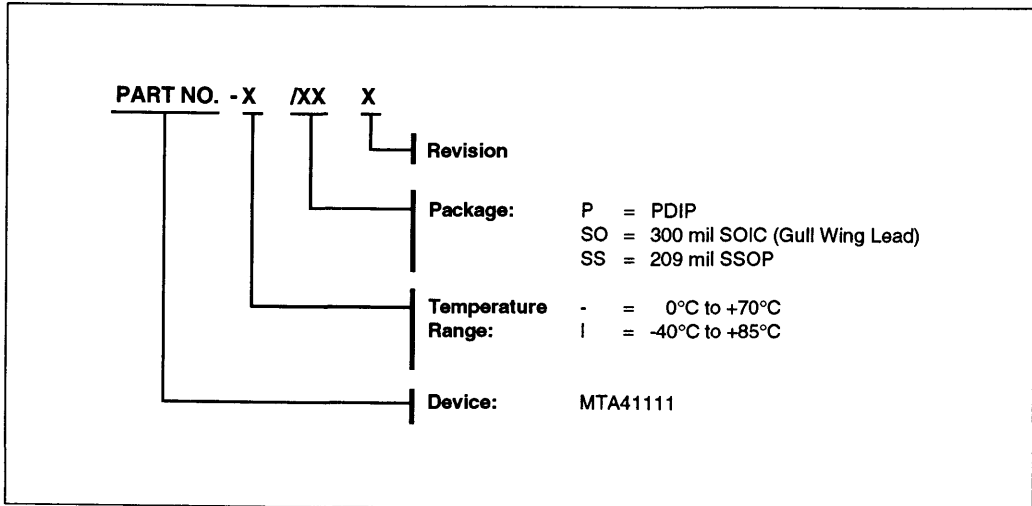 PART NO. - X /XX X
Revision
Package: P = PDIP
SO = 300 mil SOIC (Gull Wing Lead)
SS = 209 mil SSOP
Temperature - = 0°C to +70°C
Range: I = -40°C to +85°C
Device: MTA41111